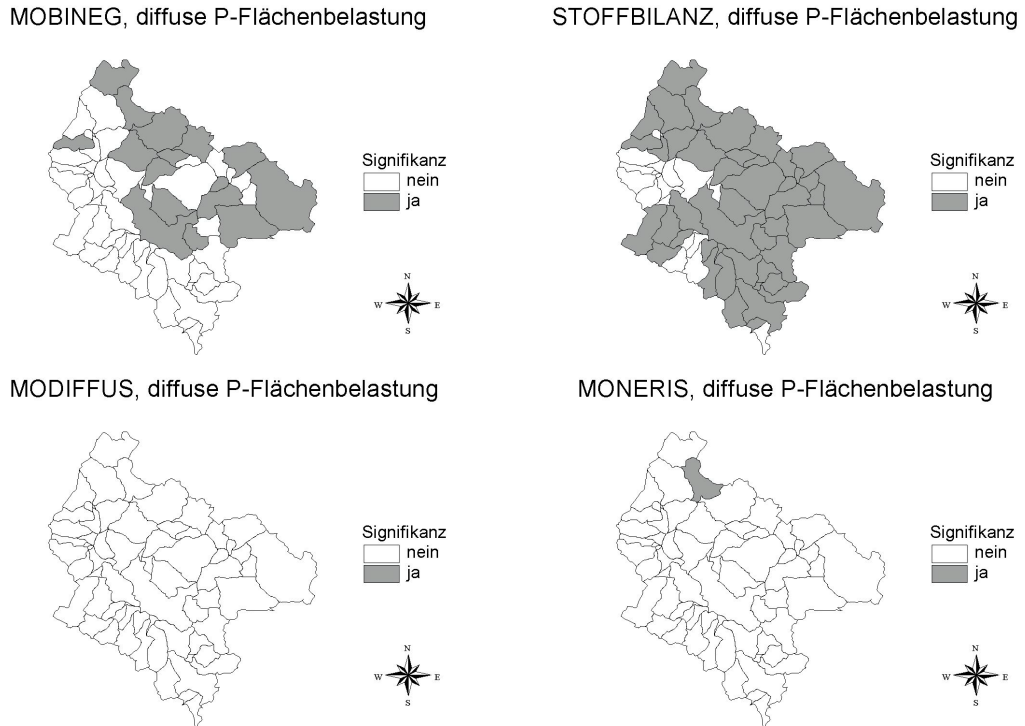 MOBINEG, diffuse P-Flächenbelastung
Signifikanz
nein
ja
N
W E
S
STOFFBILANZ, diffuse P-Flächenbelastung
Signifikanz
nein
ja
N
W E
S
MODIFFUS, diffuse P-Flächenbelastung
Signifikanz
nein
ja
N
W E
S
MONERIS, diffuse P-Flächenbelastung
Signifikanz
nein
ja
N
W E
S